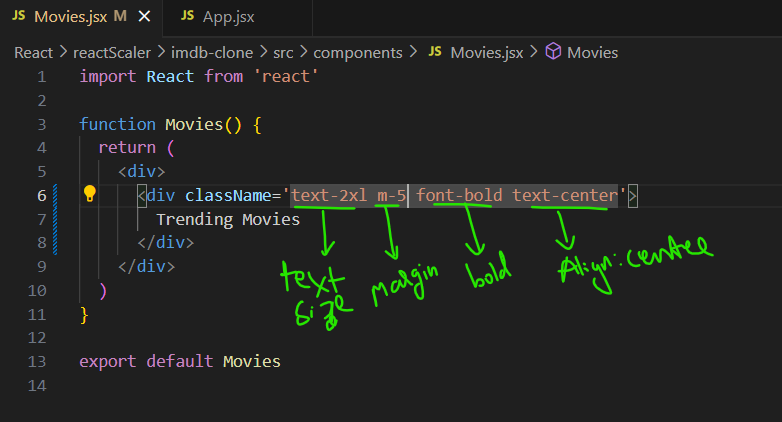 JS Movies.jsx M X JS App.jsx
React > reactScaler > imdb-clone > src > components > JS Movies.jsx > Movies
1 import React from 'react'
2
3 function Movies() {
4 return (
5 <div>
6 <div className='text-2xl m-5 font-bold text-center'>
7 Trending Movies
8 </div>
9 </div>
10 )
11 }
12
13 export default Movies
14
text size
margin
bold
Align: centre